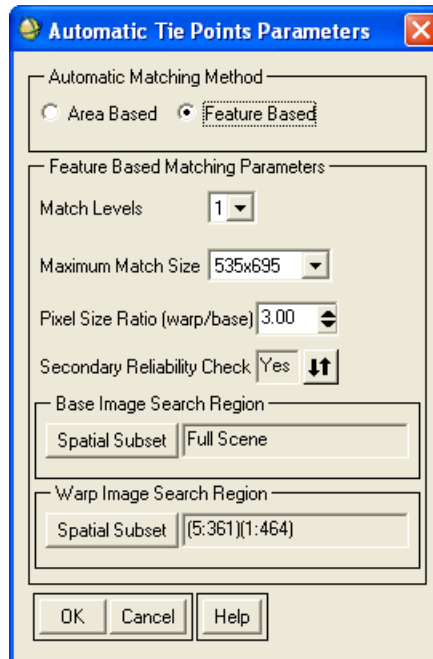 Automatic Tie Points Parameters
Automatic Matching Method
Area Based Feature Based
Feature Based Matching Parameters
Match Levels 1
Maximum Match Size 535x695
Pixel Size Ratio (warp/base) 3.00
Secondary Reliability Check Yes
Base Image Search Region
Spatial Subset Full Scene
Warp Image Search Region
Spatial Subset (5:361)(1:464)
OK Cancel Help